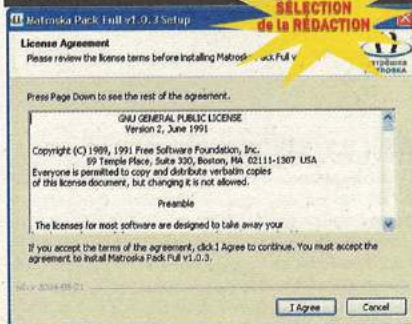 SÉLECTION
de la RÉDACTION
Matroska Pack Full v1.0.3 Setup
License Agreement
Please review the license terms before installing Matroska Pack Full v
Press Page Down to see the rest of the agreement.
GNU GENERAL PUBLIC LICENSE
Version 2, June 1991
Copyright (C) 1989, 1991 Free Software Foundation, Inc.
59 Temple Place, Suite 330, Boston, MA 02111-1307 USA
Everyone is permitted to copy and distribute verbatim copies
of this license document, but changing it is not allowed.
Preamble
The licenses for most software are designed to take away your
If you accept the terms of the agreement, click I Agree to continue. You must accept the
agreement to install Matroska Pack Full v1.0.3.
I Agree
Cancel